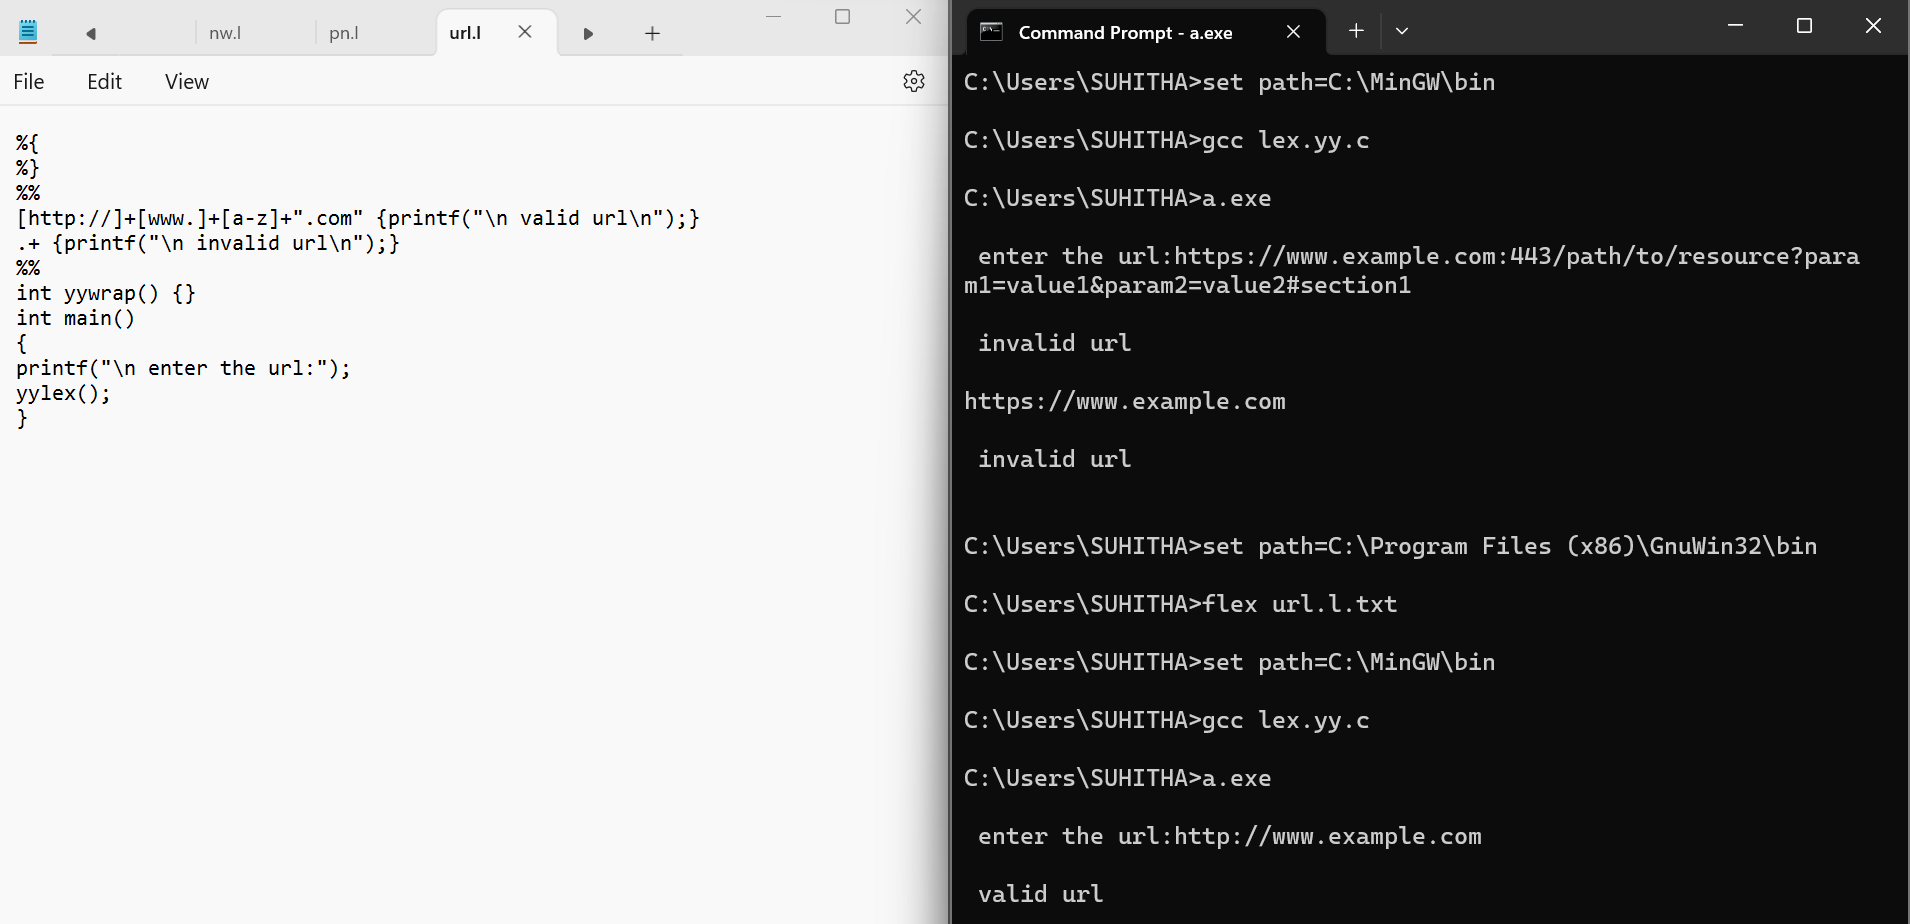 nw.l
pn.l
url.l
File Edit View
%{
%}
%%
[http://]+[www.]+[a-z]+".com" {printf("\n valid url\n");}
.+ {printf("\n invalid url\n");}
%%
int yywrap() {}
int main()
{
printf("\n enter the url:");
yylex();
}
Command Prompt - a.exe
C:\Users\SUHITHA>set path=C:\MinGW\bin
C:\Users\SUHITHA>gcc lex.yy.c
C:\Users\SUHITHA>a.exe
enter the url:https://www.example.com:443/path/to/resource?para
m1=value1&param2=value2#section1
invalid url
https://www.example.com
invalid url
C:\Users\SUHITHA>set path=C:\Program Files (x86)\GnuWin32\bin
C:\Users\SUHITHA>flex url.l.txt
C:\Users\SUHITHA>set path=C:\MinGW\bin
C:\Users\SUHITHA>gcc lex.yy.c
C:\Users\SUHITHA>a.exe
enter the url:http://www.example.com
valid url